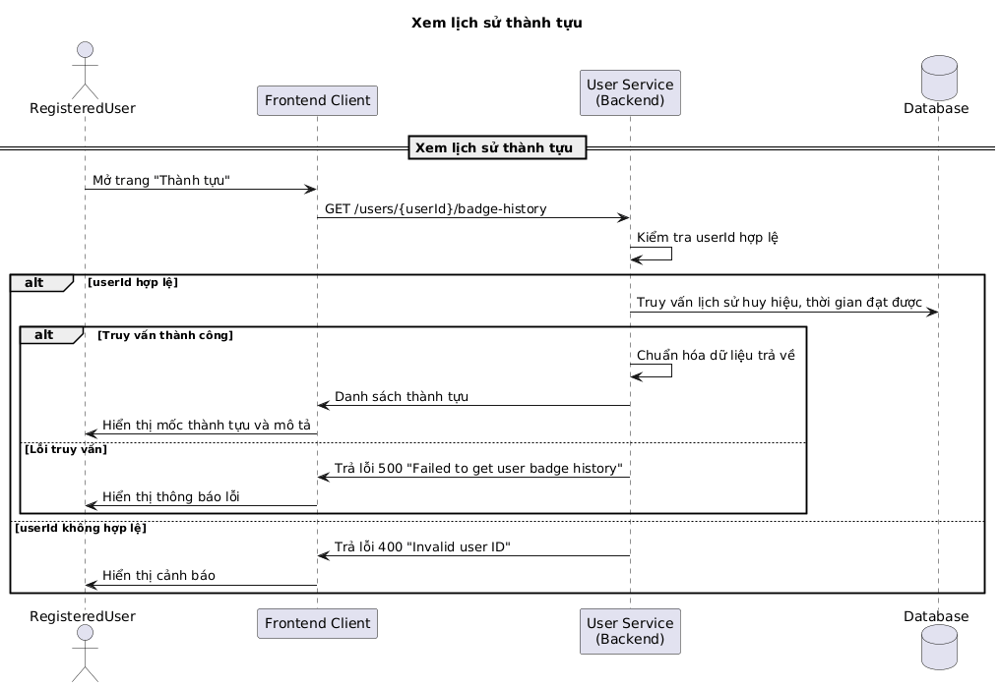 Xem lịch sử thành tựu
RegisteredUser
Frontend Client
User Service
(Backend)
Database
Xem lịch sử thành tựu
Mở trang "Thành tựu"
GET /users/{userId}/badge-history
Kiểm tra userId hợp lệ
alt
[userId hợp lệ]
Truy vấn lịch sử huy hiệu, thời gian đạt được
alt
[Truy vấn thành công]
Chuẩn hóa dữ liệu trả về
Danh sách thành tựu
Hiển thị mốc thành tựu và mô tả
[Lỗi truy vấn]
Trả lỗi 500 "Failed to get user badge history"
Hiển thị thông báo lỗi
[userId không hợp lệ]
Trả lỗi 400 "Invalid user ID"
Hiển thị cảnh báo
RegisteredUser
Frontend Client
User Service
(Backend)
Database